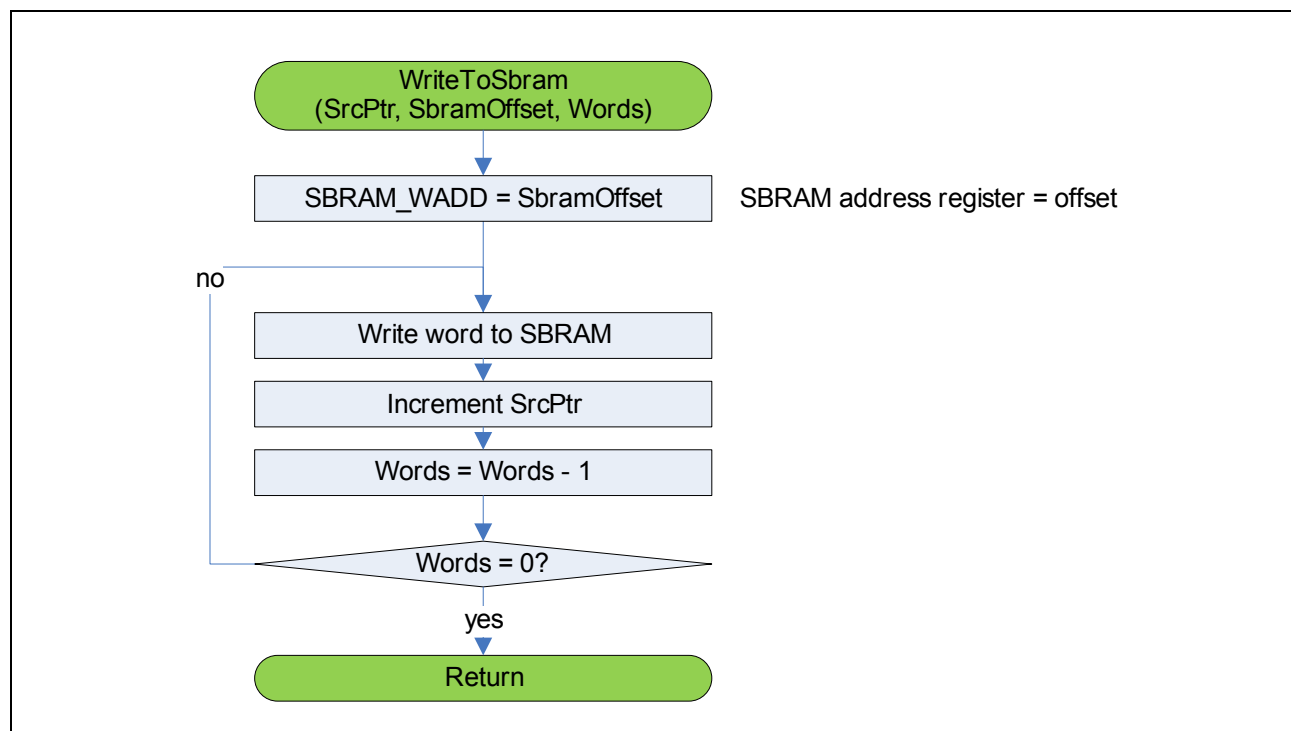 WriteToSbram
(SrcPtr, SbramOffset, Words)
SBRAM_WADD = SbramOffset
SBRAM address register = offset
no
Write word to SBRAM
Increment SrcPtr
Words = Words - 1
Words = 0?
yes
Return